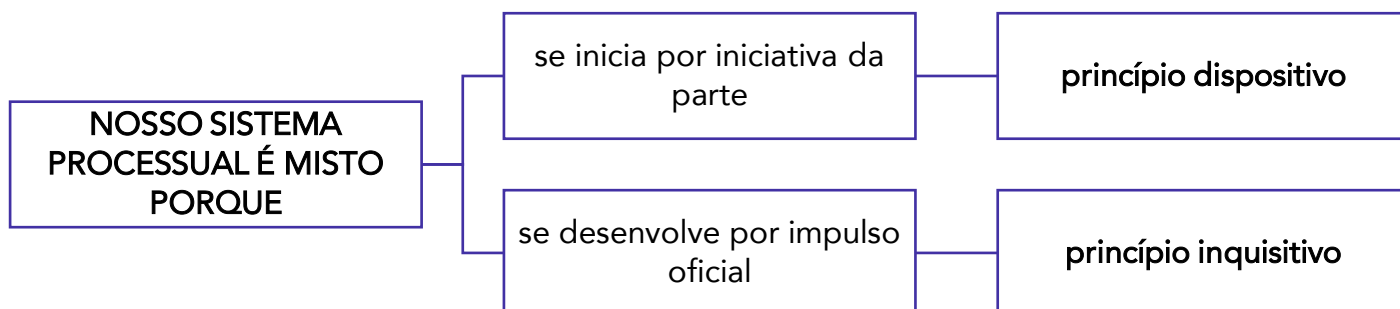 NOSSO SISTEMA
PROCESSUAL É MISTO
PORQUE
se inicia por iniciativa da
parte
princípio dispositivo
se desenvolve por impulso
oficial
princípio inquisitivo